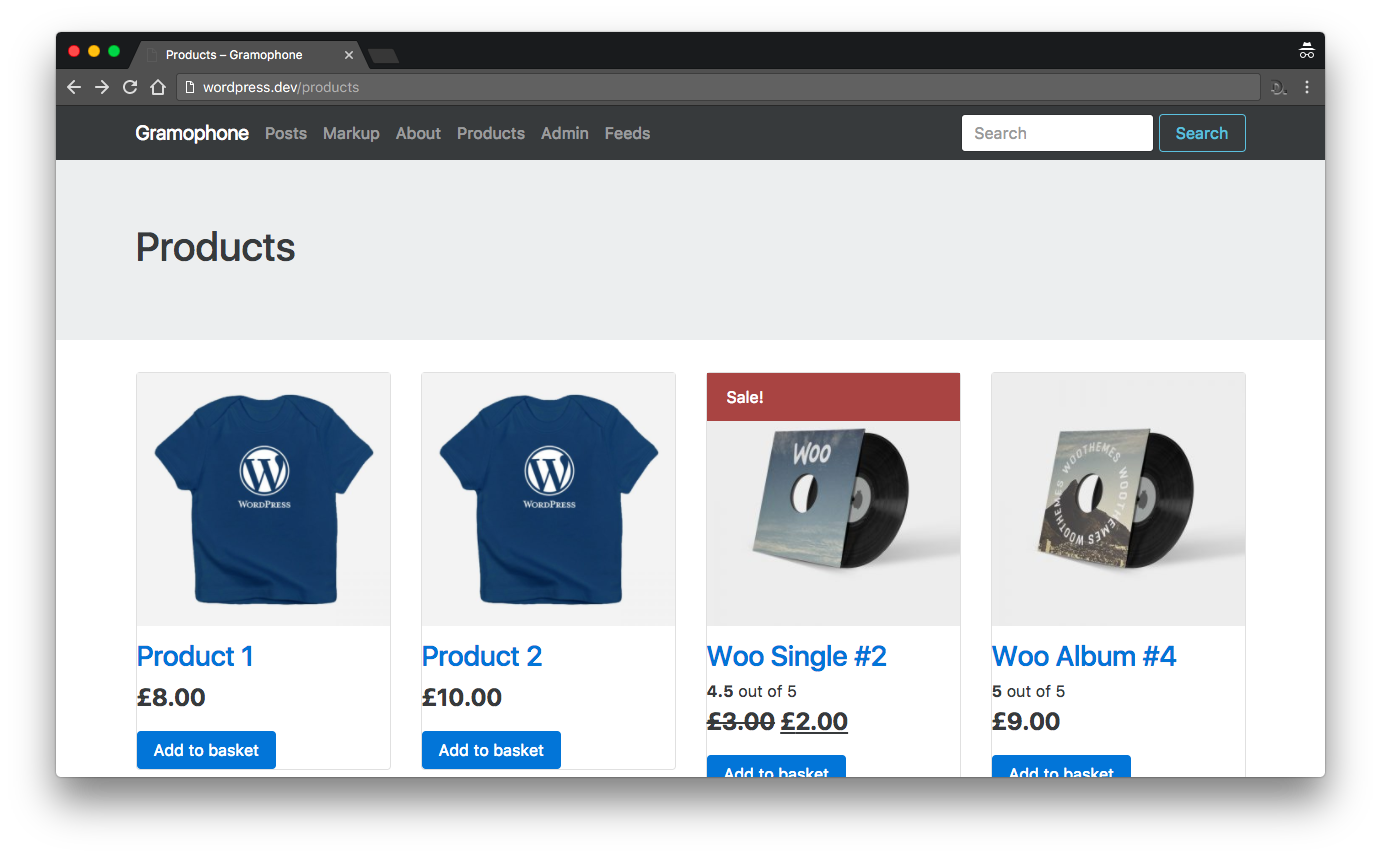 Products – Gramophone
wordpress.dev/products
Gramophone Posts Markup About Products Admin Feeds Search Search
Products
Sale!
WORDPRESS
WORDPRESS
WOO
WOOTHEMES WOOTHEMES WOOTHEMES
Product 1
£8.00
Add to basket
Product 2
£10.00
Add to basket
Woo Single #2
4.5 out of 5
£3.00 £2.00
Add to basket
Woo Album #4
5 out of 5
£9.00
Add to basket